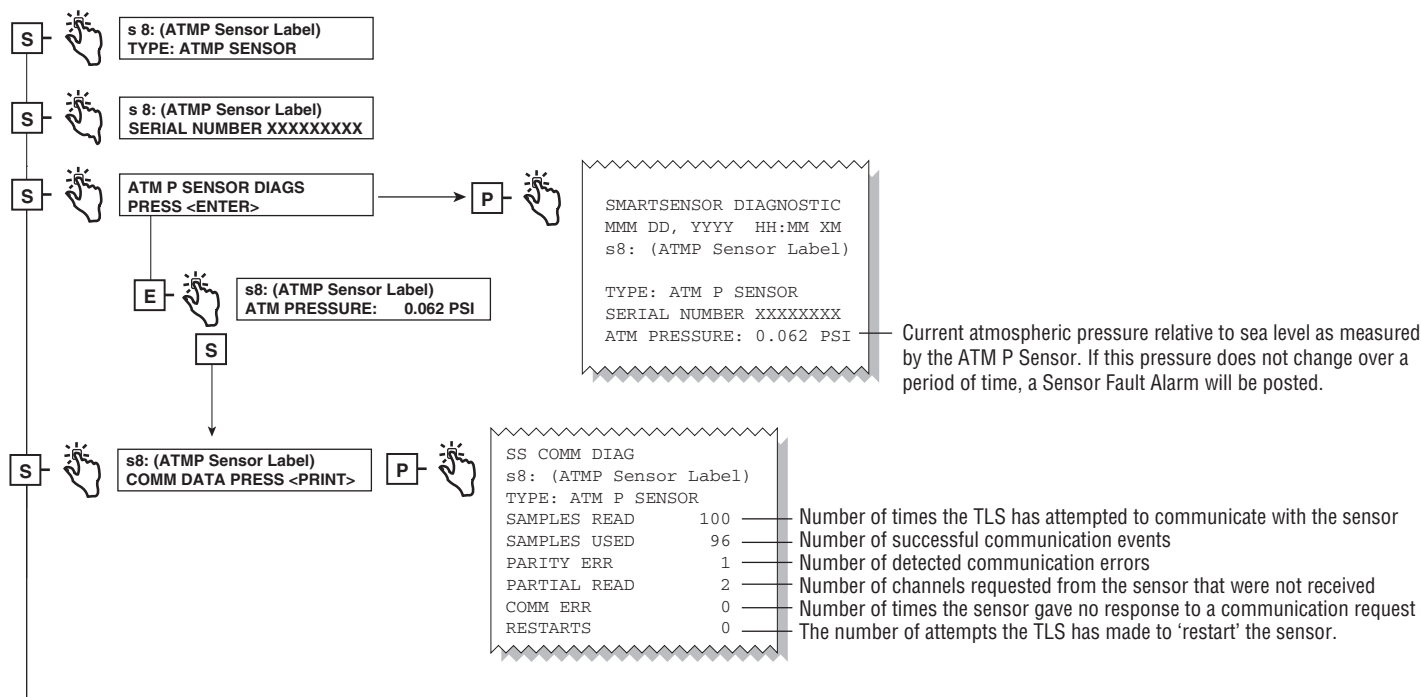 S
s 8: (ATMP Sensor Label)
TYPE: ATMP SENSOR
S
s 8: (ATMP Sensor Label)
SERIAL NUMBER XXXXXXXXX
S
ATM P SENSOR DIAGS
PRESS <ENTER>
P
SMARTSENSOR DIAGNOSTIC
MMM DD, YYYY HH:MM XM
s8: (ATMP Sensor Label)
TYPE: ATM P SENSOR
SERIAL NUMBER XXXXXXXX
ATM PRESSURE: 0.062 PSI
Current atmospheric pressure relative to sea level as measured
by the ATM P Sensor. If this pressure does not change over a
period of time, a Sensor Fault Alarm will be posted.
E
s8: (ATMP Sensor Label)
ATM PRESSURE: 0.062 PSI
S
S
s8: (ATMP Sensor Label)
COMM DATA PRESS <PRINT>
P
SS COMM DIAG
s8: (ATMP Sensor Label)
TYPE: ATM P SENSOR
SAMPLES READ 100 Number of times the TLS has attempted to communicate with the sensor
SAMPLES USED 96 Number of successful communication events
PARITY ERR 1 Number of detected communication errors
PARTIAL READ 2 Number of channels requested from the sensor that were not received
COMM ERR 0 Number of times the sensor gave no response to a communication request
RESTARTS 0 The number of attempts the TLS has made to ‘restart’ the sensor.